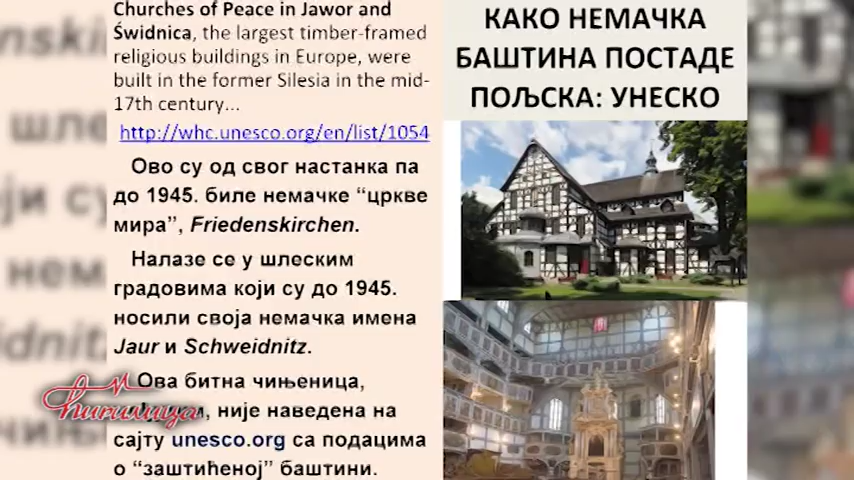 Churches of Peace in Jawor and
Świdnica, the largest timber-framed
religious buildings in Europe, were
built in the former Silesia in the mid-
17th century...
http://whc.unesco.org/en/list/1054
Ово су од свог настанка па
до 1945. биле немачке “цркве
мира”, Friedenskirchen.
Налазе се у шлеским
градовима који су до 1945.
носили своја немачка имена
Jaur и Schweidnitz.
Ова битна чињеница,
није наведена на
сајту unesco.org са подацима
о “заштићеној” баштини.
КАКО НЕМАЧКА
БАШТИНА ПОСТАДЕ
ПОЉСКА: УНЕСКО
Ћирилица